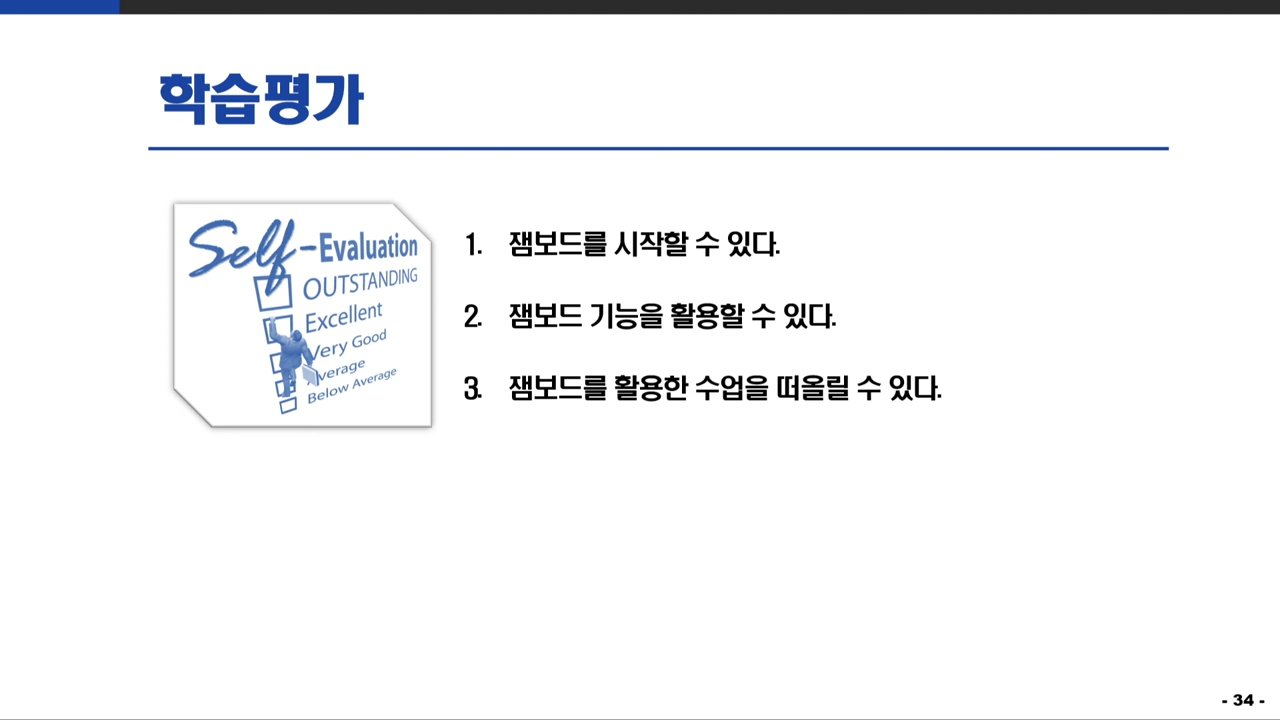 학습평가
Self-Evaluation
OUTSTANDING
Excellent
Very Good
Average
Below Average
1. 잼보드를 시작할 수 있다.
2. 잼보드 기능을 활용할 수 있다.
3. 잼보드를 활용한 수업을 떠올릴 수 있다.
- 34 -